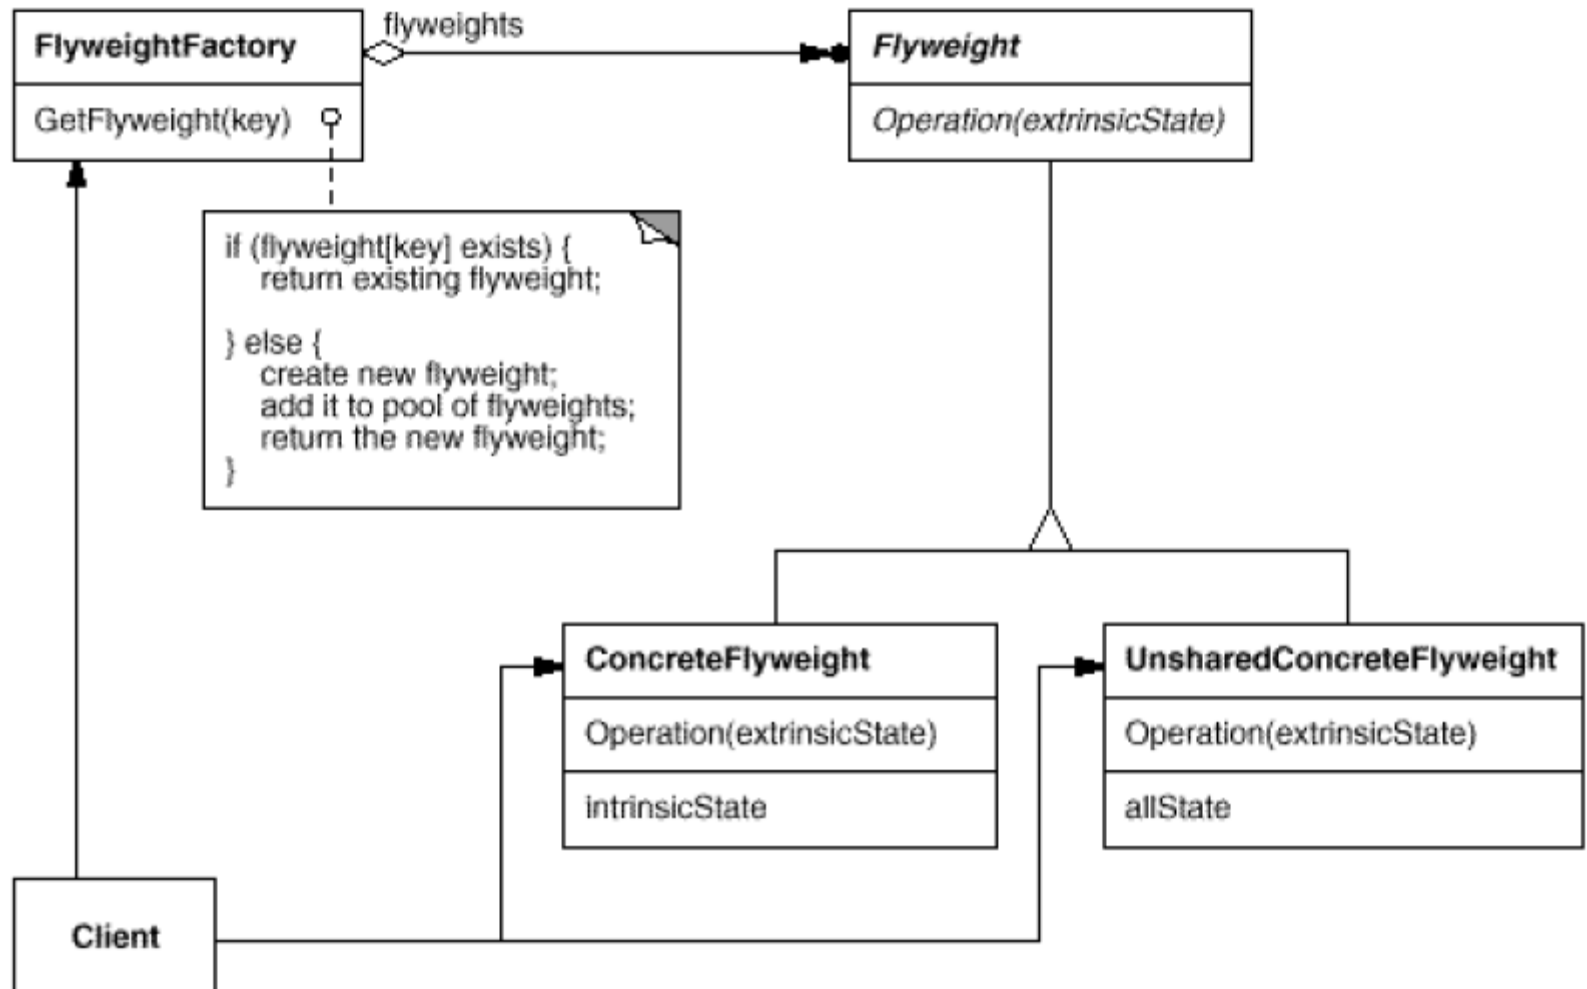 flyweights
FlyweightFactory
GetFlyweight(key)
Flyweight
Operation(extrinsicState)
if (flyweight[key] exists) {
return existing flyweight;
} else {
create new flyweight;
add it to pool of flyweights;
return the new flyweight;
}
ConcreteFlyweight
Operation(extrinsicState)
intrinsicState
UnsharedConcreteFlyweight
Operation(extrinsicState)
allState
Client